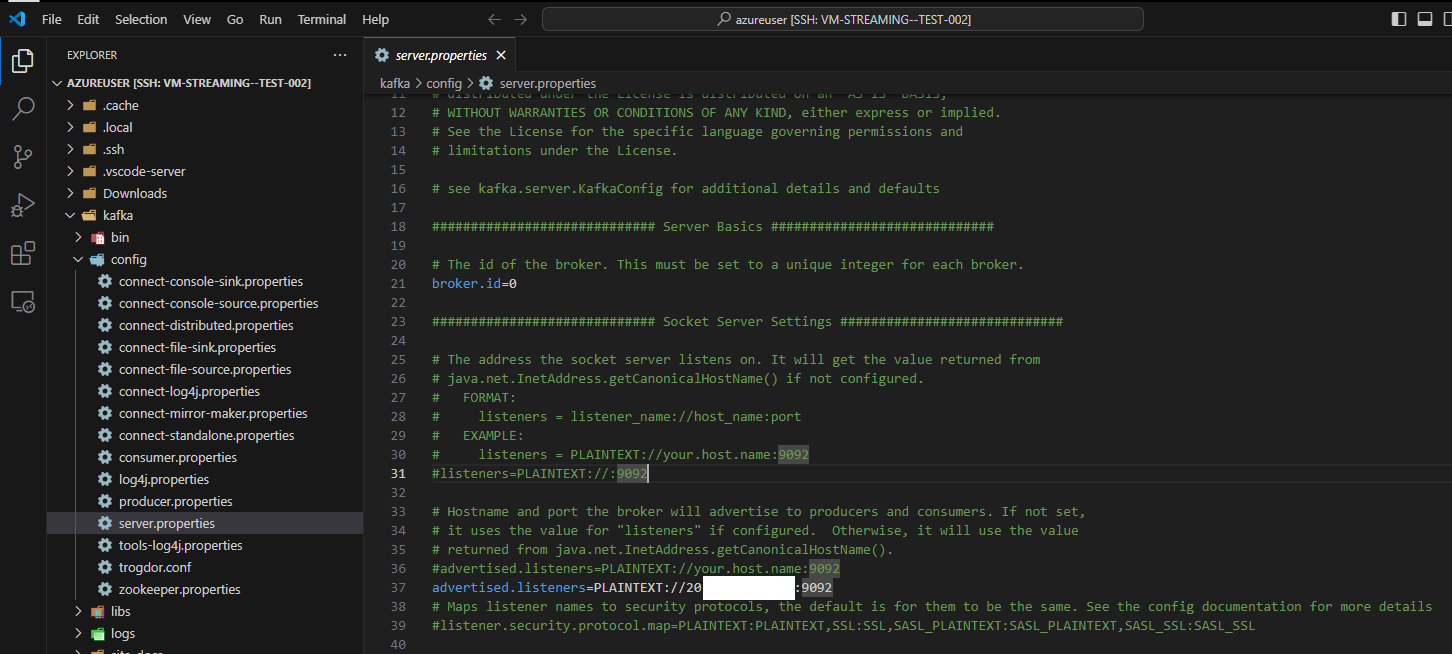 File Edit Selection View Go Run Terminal Help
azureuser [SSH: VM-STREAMING--TEST-002]
EXPLORER
AZUREUSER [SSH: VM-STREAMING--TEST-002]
.cache
.local
.ssh
.vscode-server
Downloads
kafka
bin
config
connect-console-sink.properties
connect-console-source.properties
connect-distributed.properties
connect-file-sink.properties
connect-file-source.properties
connect-log4j.properties
connect-mirror-maker.properties
connect-standalone.properties
consumer.properties
log4j.properties
producer.properties
server.properties
tools-log4j.properties
trogdor.conf
zookeeper.properties
libs
logs
site-docs
server.properties
kafka > config > server.properties
11 # distributed under the License is distributed on an "AS IS" BASIS,
12 # WITHOUT WARRANTIES OR CONDITIONS OF ANY KIND, either express or implied.
13 # See the License for the specific language governing permissions and
14 # limitations under the License.
15
16 # see kafka.server.KafkaConfig for additional details and defaults
17
18 ############################# Server Basics #############################
19
20 # The id of the broker. This must be set to a unique integer for each broker.
21 broker.id=0
22
23 ############################# Socket Server Settings #############################
24
25 # The address the socket server listens on. It will get the value returned from
26 # java.net.InetAddress.getCanonicalHostName() if not configured.
27 #   FORMAT:
28 #     listeners = listener_name://host_name:port
29 #   EXAMPLE:
30 #     listeners = PLAINTEXT://your.host.name:9092
31 #listeners=PLAINTEXT://:9092
32
33 # Hostname and port the broker will advertise to producers and consumers. If not set,
34 # it uses the value for "listeners" if configured.  Otherwise, it will use the value
35 # returned from java.net.InetAddress.getCanonicalHostName().
36 #advertised.listeners=PLAINTEXT://your.host.name:9092
37 advertised.listeners=PLAINTEXT://20 :9092
38 # Maps listener names to security protocols, the default is for them to be the same. See the config documentation for more details
39 #listener.security.protocol.map=PLAINTEXT:PLAINTEXT,SSL:SSL,SASL_PLAINTEXT:SASL_PLAINTEXT,SASL_SSL:SASL_SSL
40